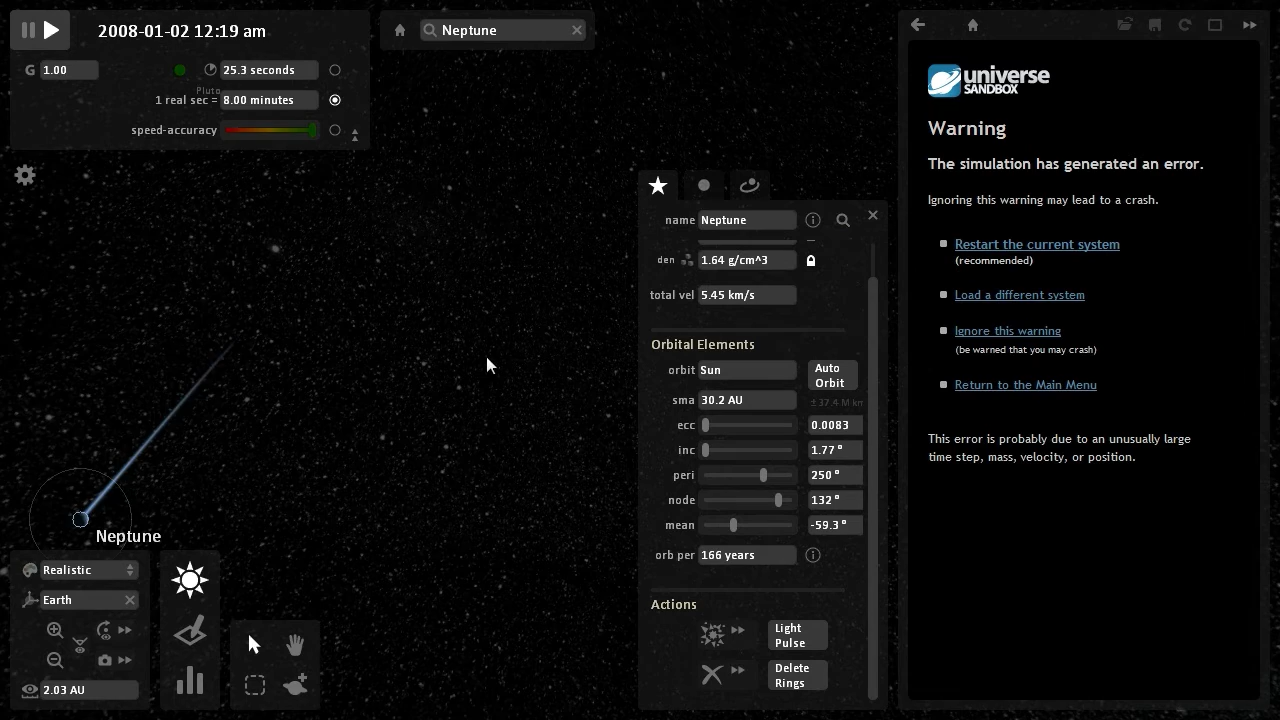 2008-01-02 12:19 am
G 1.00
25.3 seconds
Pluto
1 real sec = 8.00 minutes
speed-accuracy
Neptune
Neptune
Realistic
Earth
2.03 AU
name Neptune
den 1.64 g/cm^3
total vel 5.45 km/s
Orbital Elements
orbit Sun
Auto
Orbit
sma 30.2 AU
± 37.4 M km
ecc 0.0083
inc 1.77 °
peri 250 °
node 132 °
mean -59.3 °
orb per 166 years
Actions
Light
Pulse
Delete
Rings
universe
SANDBOX
Warning
The simulation has generated an error.
Ignoring this warning may lead to a crash.
Restart the current system
(recommended)
Load a different system
Ignore this warning
(be warned that you may crash)
Return to the Main Menu
This error is probably due to an unusually large
time step, mass, velocity, or position.